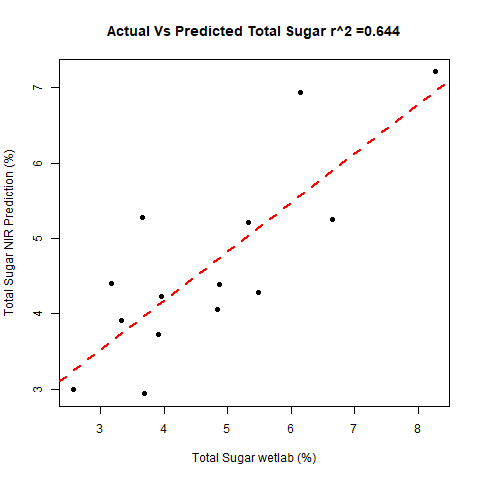 Actual Vs Predicted Total Sugar r^2 =0.644
Total Sugar NIR Prediction (%)
7
6
5
4
3
3 4 5 6 7 8
Total Sugar wetlab (%)